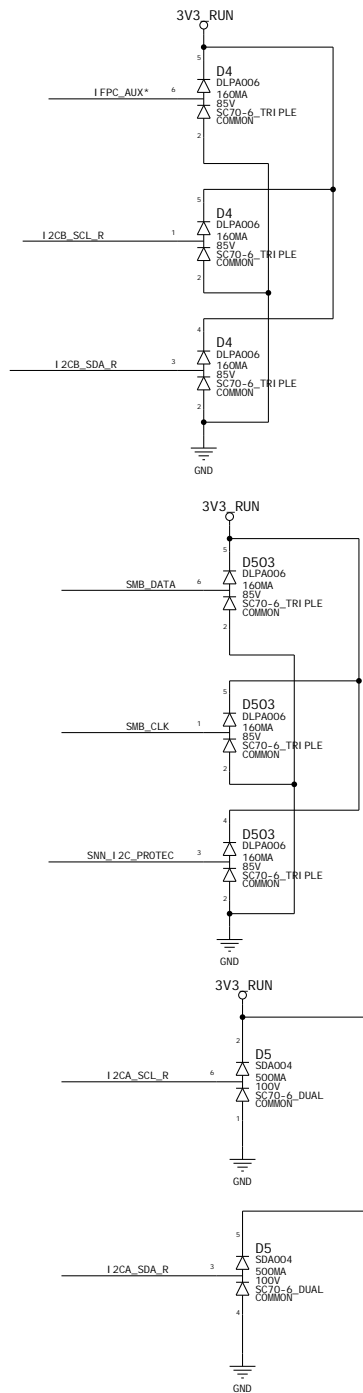 3V3_RUN
5
D4
DLPA006
IFPC_AUX*
6
160MA
85V
SC70-6_TRIPLE
COMMON
2
5
D4
DLPA006
I2CB_SCL_R
1
160MA
85V
SC70-6_TRIPLE
COMMON
2
4
D4
DLPA006
I2CB_SDA_R
3
160MA
85V
SC70-6_TRIPLE
COMMON
2
GND
3V3_RUN
5
D503
DLPA006
SMB_DATA
6
160MA
85V
SC70-6_TRIPLE
COMMON
2
5
D503
DLPA006
SMB_CLK
1
160MA
85V
SC70-6_TRIPLE
COMMON
2
4
D503
DLPA006
SNN_I2C_PROTEC
3
160MA
85V
SC70-6_TRIPLE
COMMON
2
GND
3V3_RUN
2
D5
SDA004
I2CA_SCL_R
6
500MA
100V
SC70-6_DUAL
COMMON
1
GND
5
D5
SDA004
I2CA_SDA_R
3
500MA
100V
SC70-6_DUAL
COMMON
4
GND